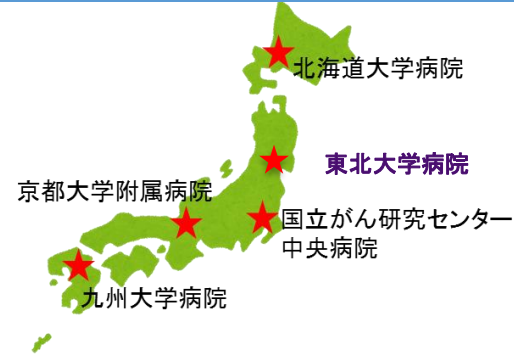 北海道大学病院
東北大学病院
京都大学附属病院
国立がん研究センター
中央病院
九州大学病院